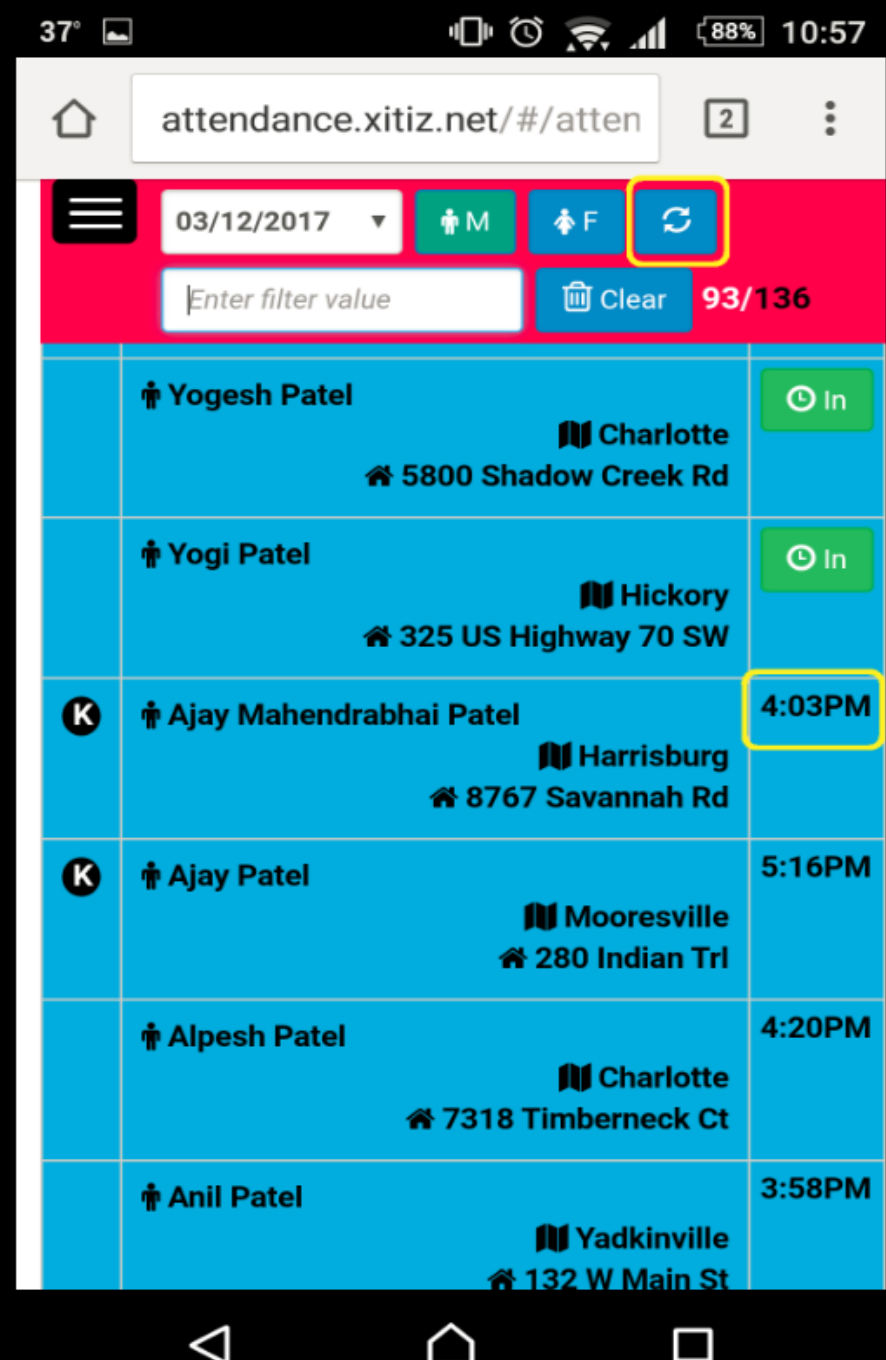 37°
88% 10:57
attendance.xitiz.net/#/atten
2
03/12/2017 M F
Enter filter value Clear 93/136
Yogesh Patel In
Charlotte
5800 Shadow Creek Rd
Yogi Patel In
Hickory
325 US Highway 70 SW
K Ajay Mahendrabhai Patel 4:03PM
Harrisburg
8767 Savannah Rd
K Ajay Patel 5:16PM
Mooresville
280 Indian Trl
Alpesh Patel 4:20PM
Charlotte
7318 Timberneck Ct
Anil Patel 3:58PM
Yadkinville
132 W Main St